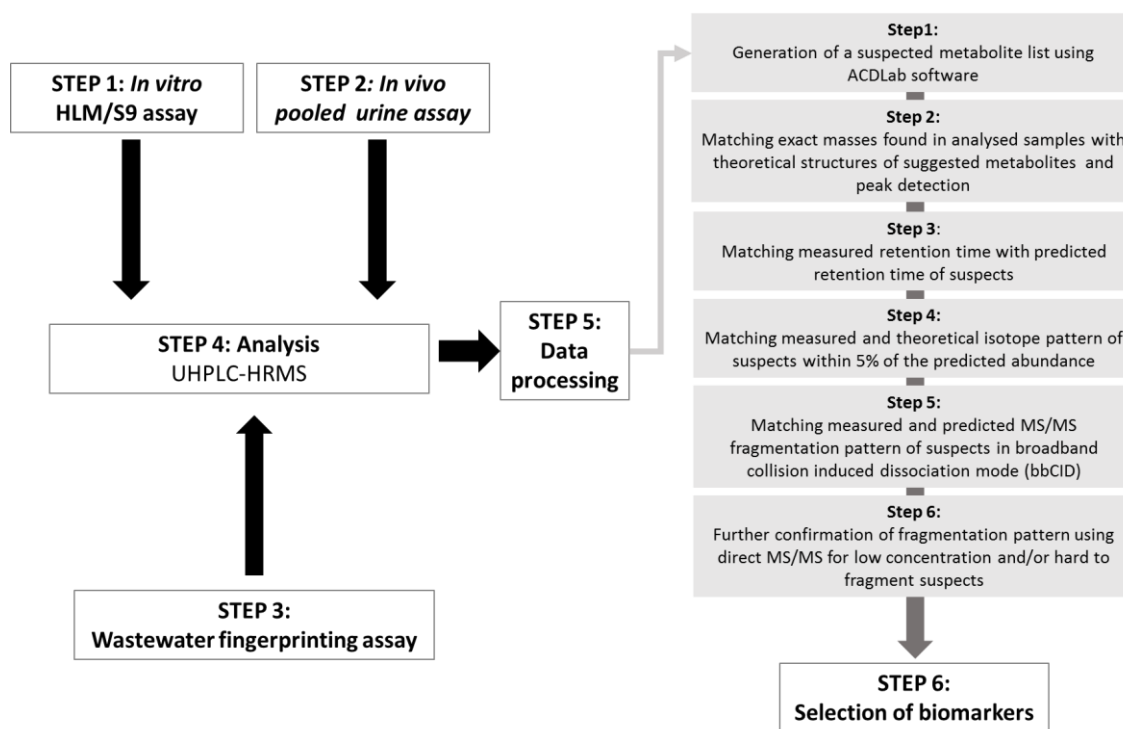 STEP 1: In vitro
HLM/S9 assay
STEP 2: In vivo
pooled urine assay
STEP 4: Analysis
UHPLC-HRMS
STEP 3:
Wastewater fingerprinting assay
STEP 5:
Data
processing
Step1:
Generation of a suspected metabolite list using
ACDLab software
Step 2:
Matching exact masses found in analysed samples with
theoretical structures of suggested metabolites and
peak detection
Step 3:
Matching measured retention time with predicted
retention time of suspects
Step 4:
Matching measured and theoretical isotope pattern of
suspects within 5% of the predicted abundance
Step 5:
Matching measured and predicted MS/MS
fragmentation pattern of suspects in broadband
collision induced dissociation mode (bbCID)
Step 6:
Further confirmation of fragmentation pattern using
direct MS/MS for low concentration and/or hard to
fragment suspects
STEP 6:
Selection of biomarkers